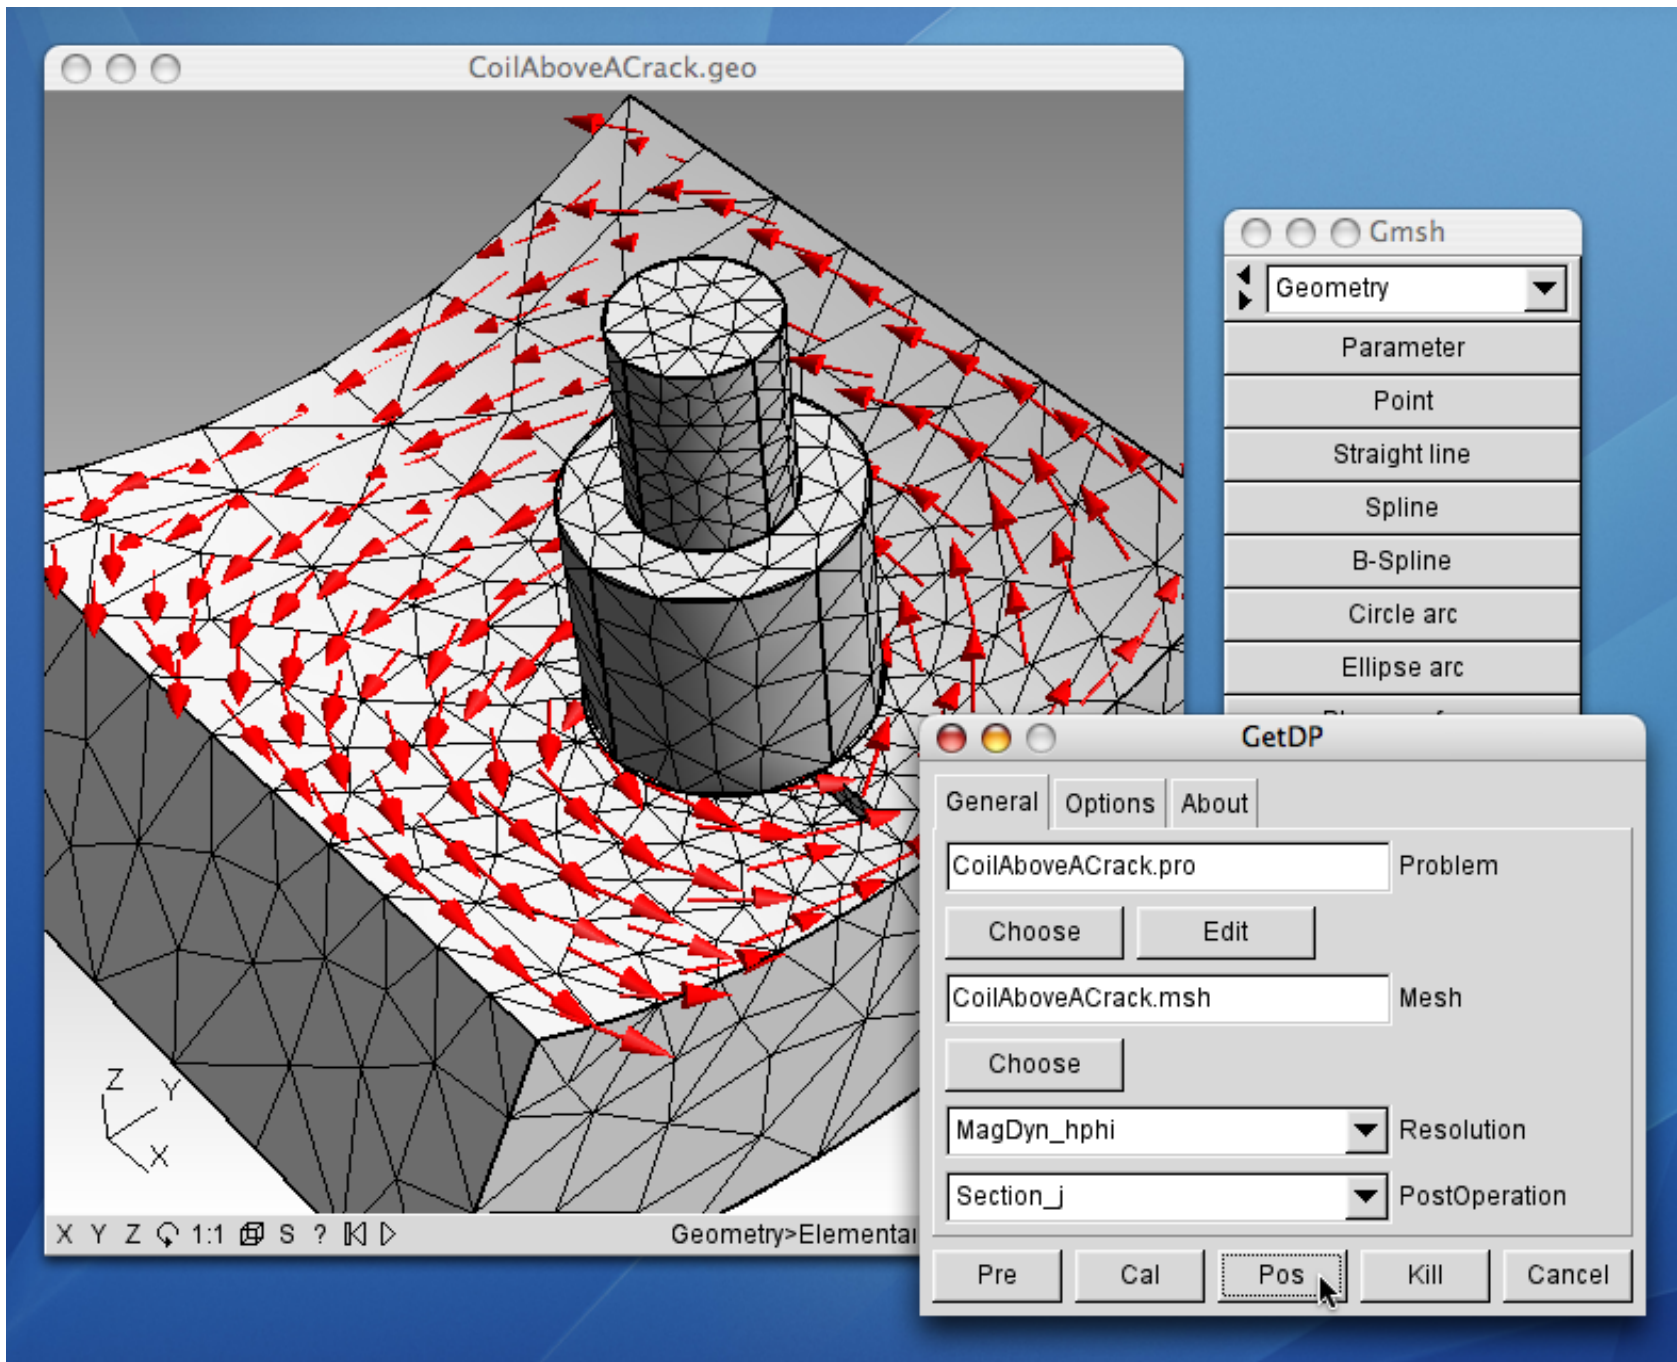 CoilAboveACrack.geo
Z
Y
X
X Y Z 1:1 S ?
Geometry>Elementar
Gmsh
Geometry
Parameter
Point
Straight line
Spline
B-Spline
Circle arc
Ellipse arc
GetDP
General Options About
CoilAboveACrack.pro Problem
Choose Edit
CoilAboveACrack.msh Mesh
Choose
MagDyn_hphi Resolution
Section_j PostOperation
Pre Cal Pos Kill Cancel